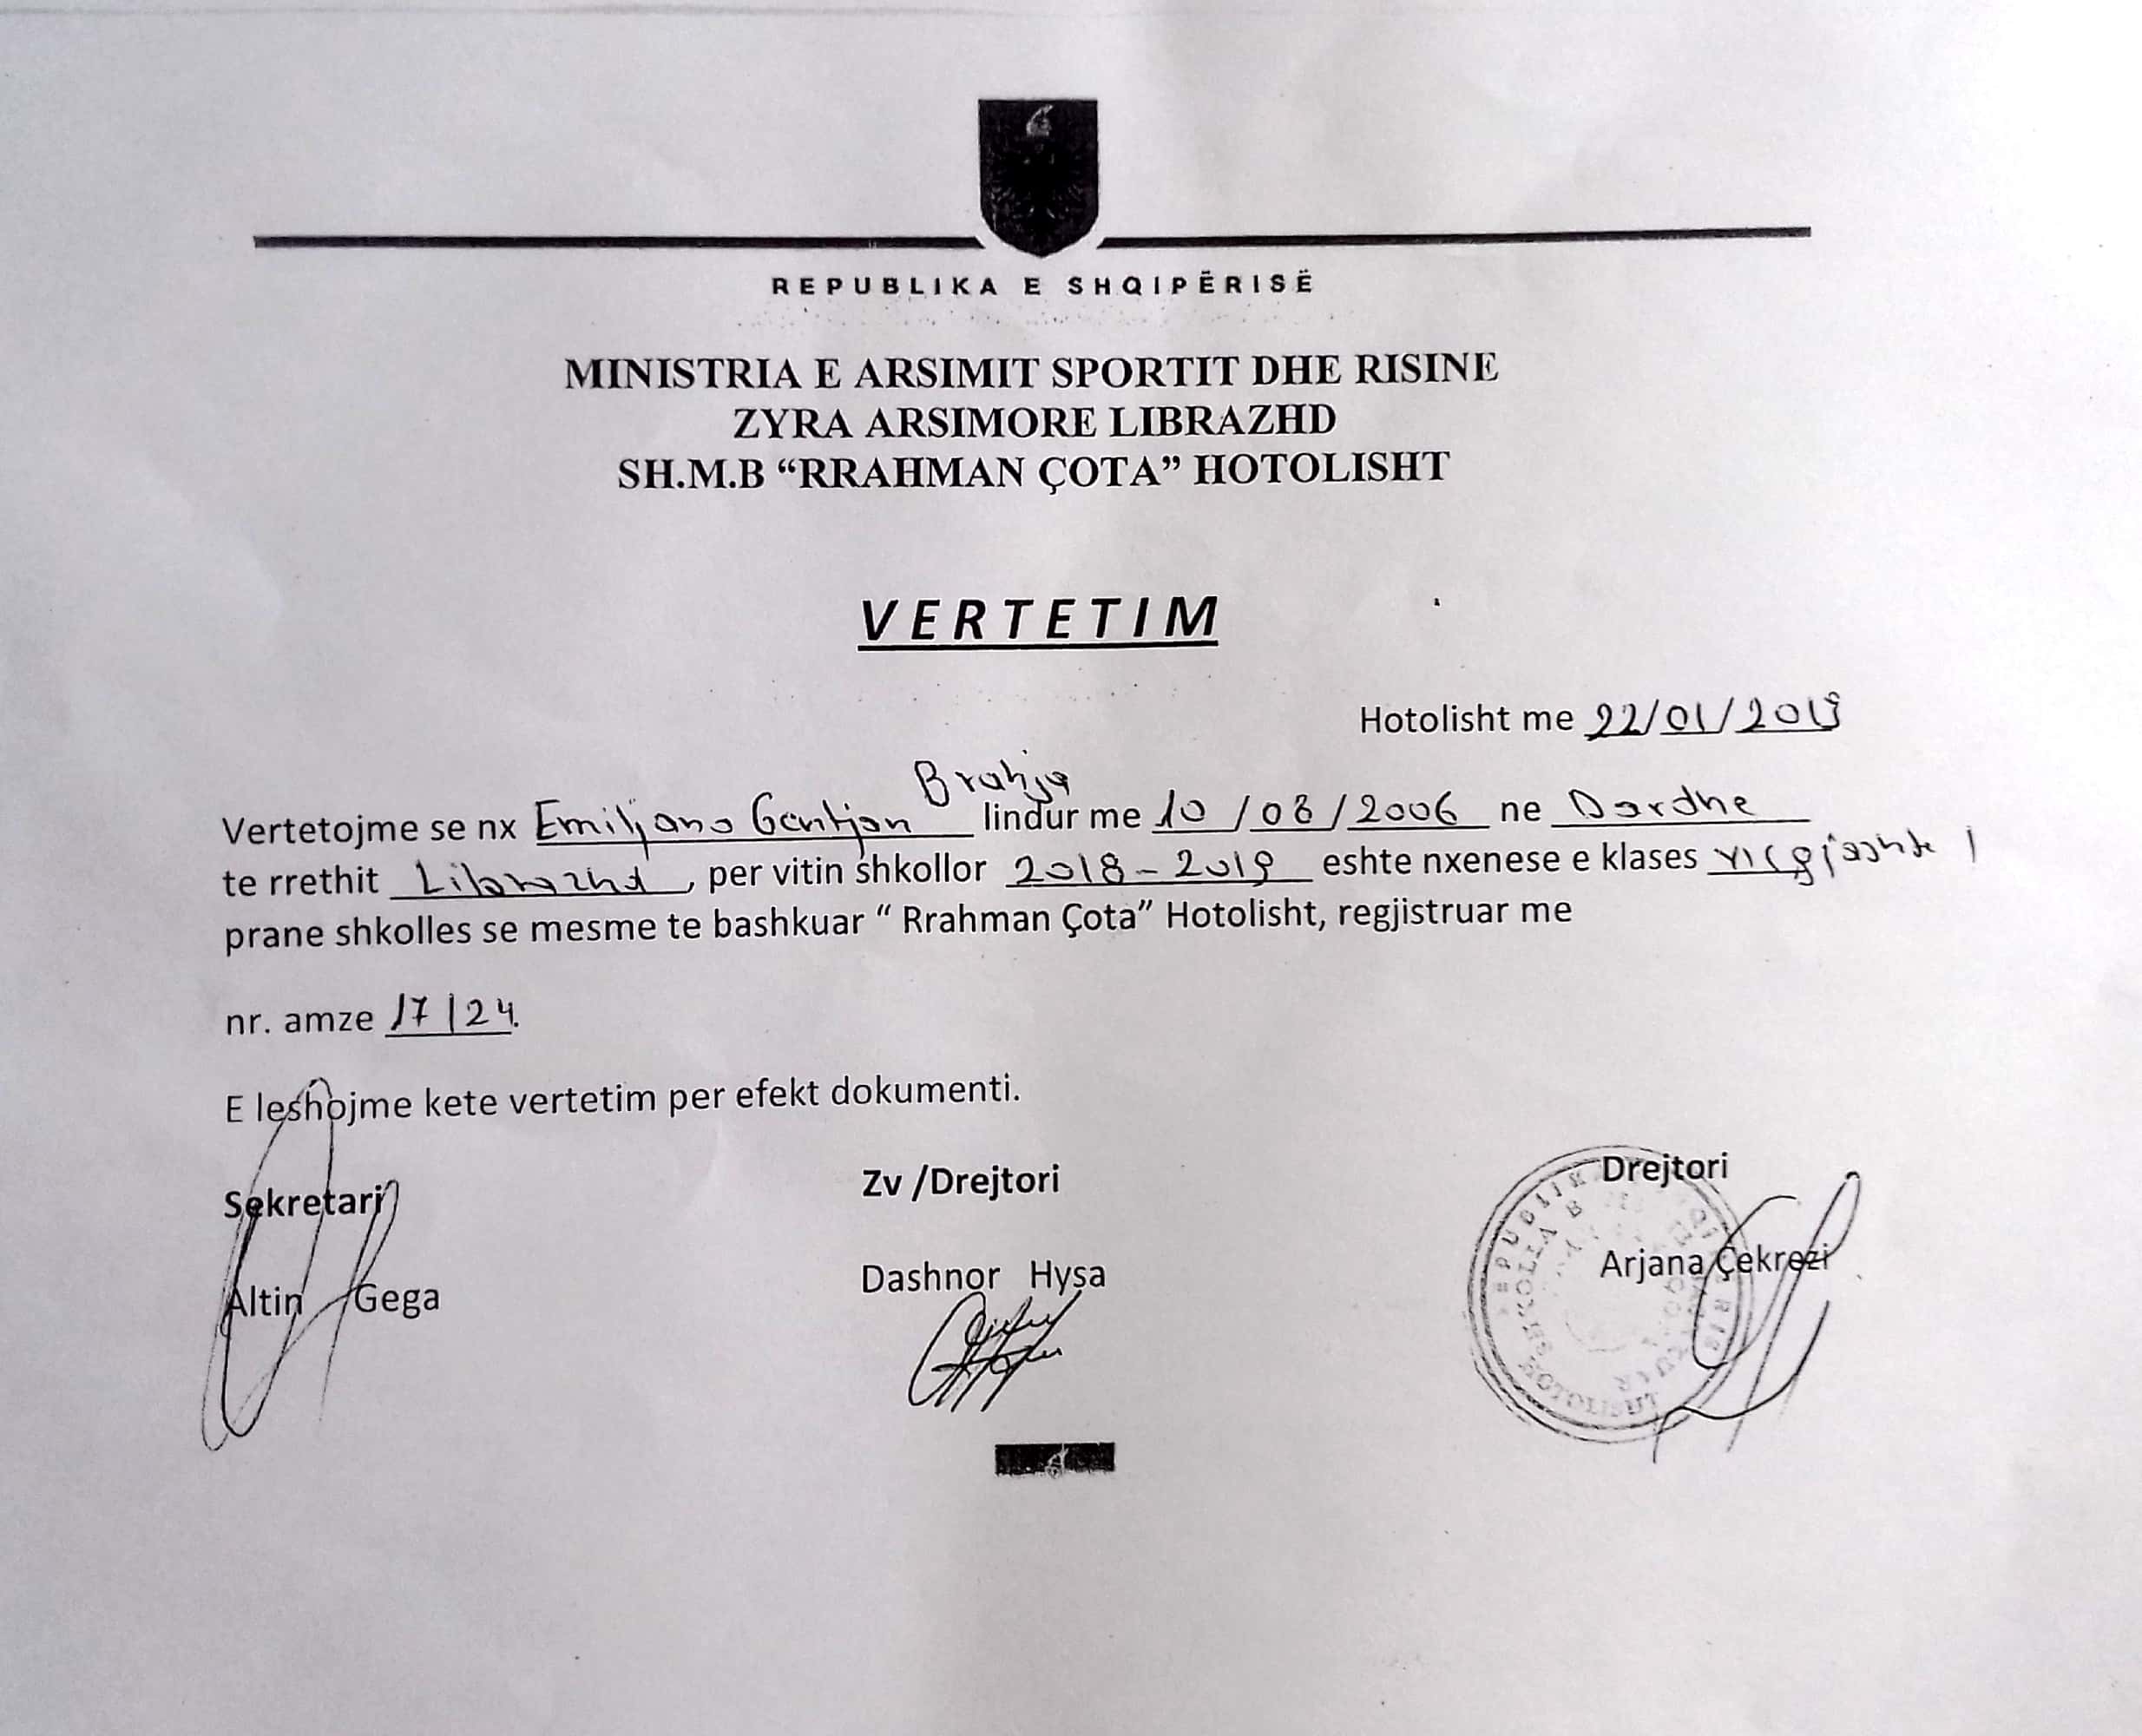 REPUBLIKA E SHQIPËRISË
MINISTRIA E ARSIMIT SPORTIT DHE RISINE
ZYRA ARSIMORE LIBRAZHD
SH.M.B “RRAHMAN ÇOTA” HOTOLISHT
VERTETIM
Hotolisht me 22/01/2019
Brahja
Vertetojme se nx Emiljano Gentjan lindur me 10/08/2006 ne Dardhe
te rrethit Librazhd, per vitin shkollor 2018-2019 eshte nxenese e klases VI (gjashte)
prane shkolles se mesme te bashkuar “ Rrahman Çota” Hotolisht, regjistruar me
nr. amze 17/24.
E leshojme kete vertetim per efekt dokumenti.
Sekretari Zv /Drejtori Drejtori
Altin Gega Dashnor Hysa Arjana Çekrezi
HOTOLISHT